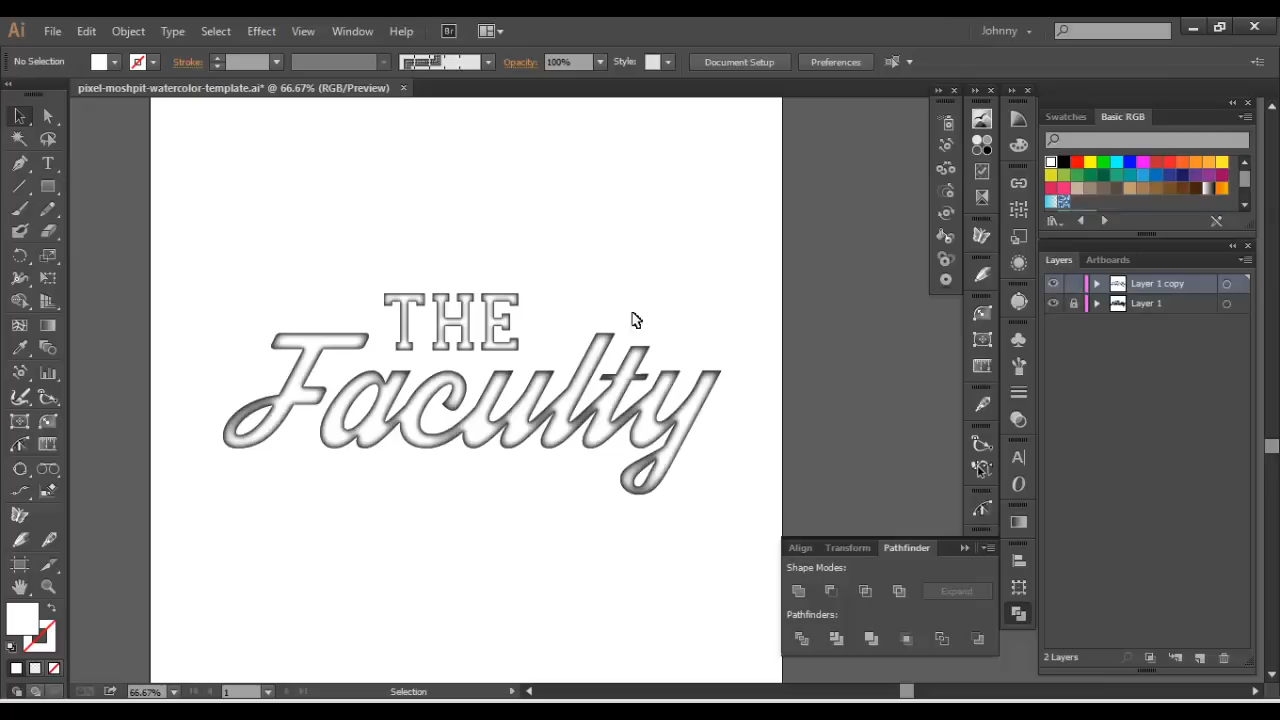 Ai File Edit Object Type Select Effect View Window Help Br Johnny
No Selection Stroke: Opacity: 100% Style: Document Setup Preferences
pixel-moshpit-watercolor-template.ai* @ 66.67% (RGB/Preview)
Swatches Basic RGB
Layers Artboards
Layer 1 copy
Layer 1
THE
Faculty
Align Transform Pathfinder
Shape Modes:
Expand
Pathfinders:
2 Layers
66.67% 1 Selection